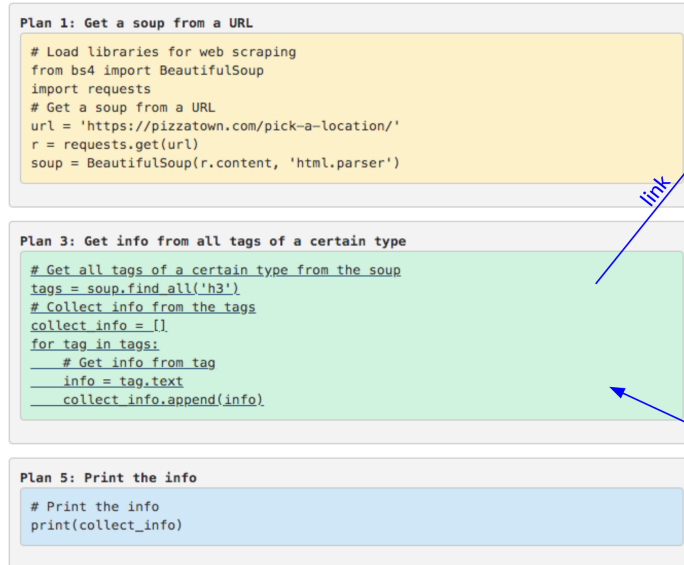 Plan 1: Get a soup from a URL
# Load libraries for web scraping
from bs4 import BeautifulSoup
import requests
# Get a soup from a URL
url = 'https://pizzatown.com/pick-a-location/'
r = requests.get(url)
soup = BeautifulSoup(r.content, 'html.parser')
link
Plan 3: Get info from all tags of a certain type
# Get all tags of a certain type from the soup
tags = soup.find_all('h3')
# Collect info from the tags
collect_info = []
for tag in tags:
    # Get info from tag
    info = tag.text
    collect_info.append(info)
Plan 5: Print the info
# Print the info
print(collect_info)